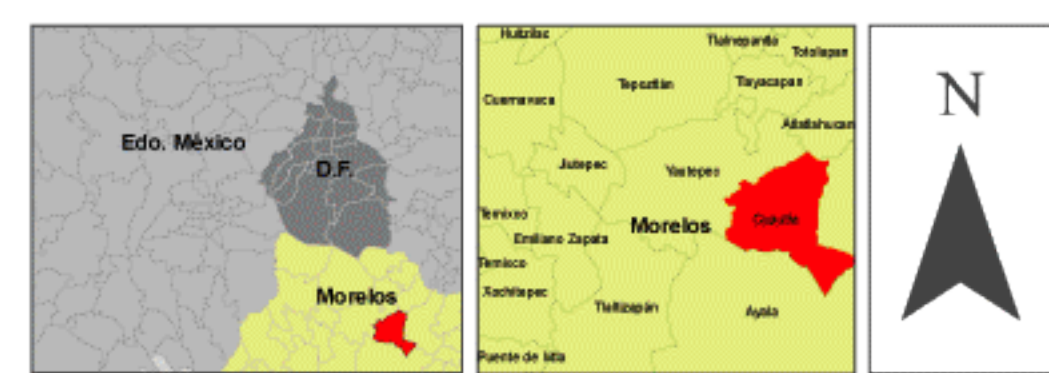 Edo. México
D.F.
Morelos
Huitzilac
Tlalnepantla
Totolapan
Tepoztlán
Tlayacapan
Cuernavaca
Atlatlahucan
Jiutepec
Yautepec
Temixco
Morelos
Cuautla
Emiliano Zapata
Temixco
Xochitepec
Tlaltizapán
Ayala
Puente de Ixtla
N